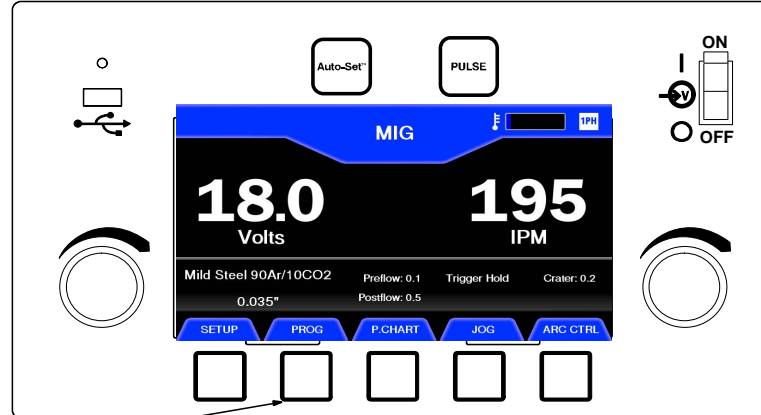 ON
Auto-Set™
PULSE
V
OFF
MIG
1PH
18.0
195
Volts
IPM
Mild Steel 90Ar/10CO2
Preflow: 0.1
Trigger Hold
Crater: 0.2
0.035"
Postflow: 0.5
SETUP
PROG
P.CHART
JOG
ARC CTRL